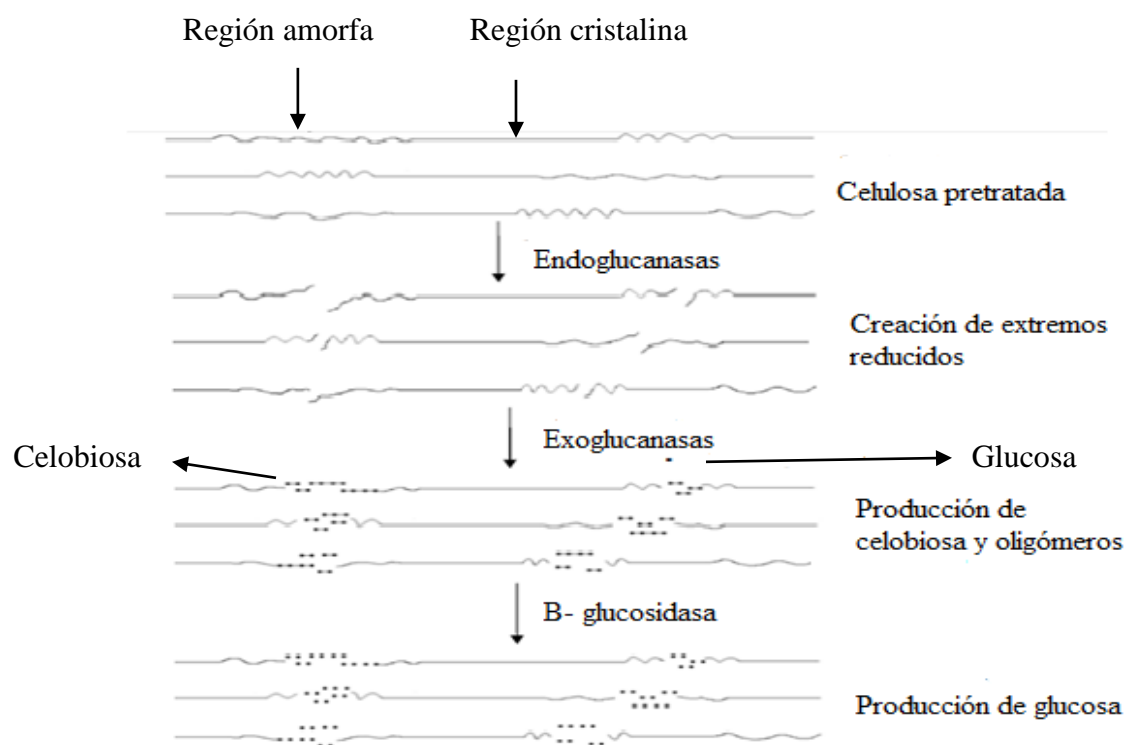 Región amorfa
Región cristalina
Celulosa pretratada
Endoglucanasas
Creación de extremos
reducidos
Exoglucanasas
Celobiosa
Glucosa
Producción de
celobiosa y oligómeros
B- glucosidasa
Producción de glucosa